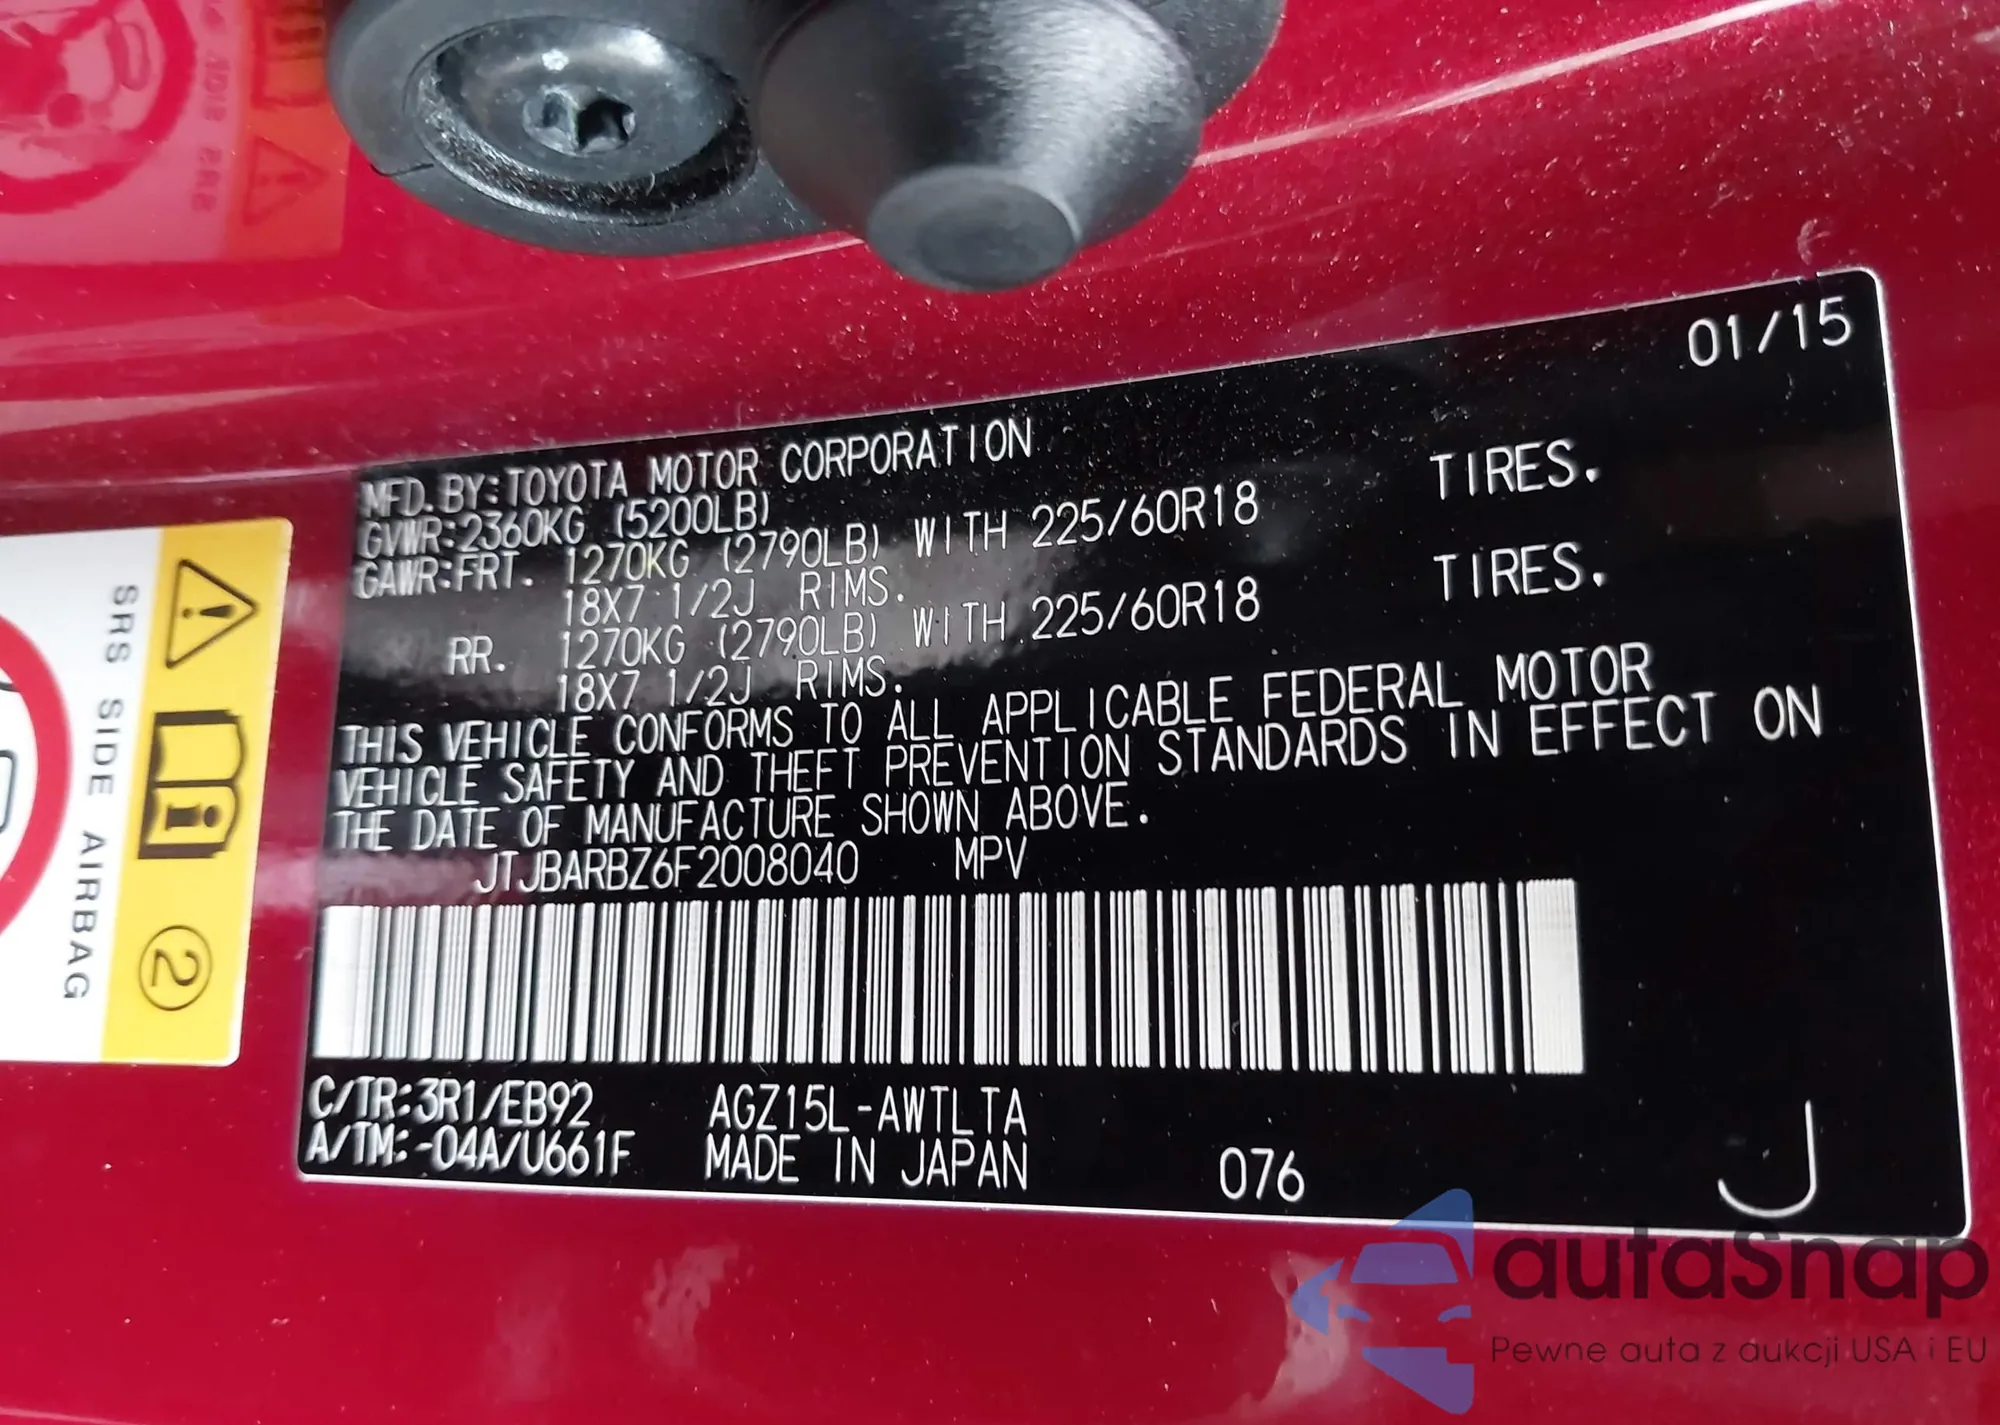 01/15
MFD.BY:TOYOTA MOTOR CORPORATION
GVWR:2360KG (5200LB)
GAWR:FRT. 1270KG (2790LB) WITH 225/60R18 TIRES.
18X7 1/2J RIMS.
RR. 1270KG (2790LB) WITH 225/60R18 TIRES.
18X7 1/2J RIMS.
THIS VEHICLE CONFORMS TO ALL APPLICABLE FEDERAL MOTOR
VEHICLE SAFETY AND THEFT PREVENTION STANDARDS IN EFFECT ON
THE DATE OF MANUFACTURE SHOWN ABOVE.
JTJBARBZ6F2008040 MPV
C/TR:3R1/EB92 AGZ15L-AWTLTA
A/TM:-04A/U661F MADE IN JAPAN 076 J
SRS SIDE AIRBAG
2
autaSnap
Pewne auta z aukcji USA i EU